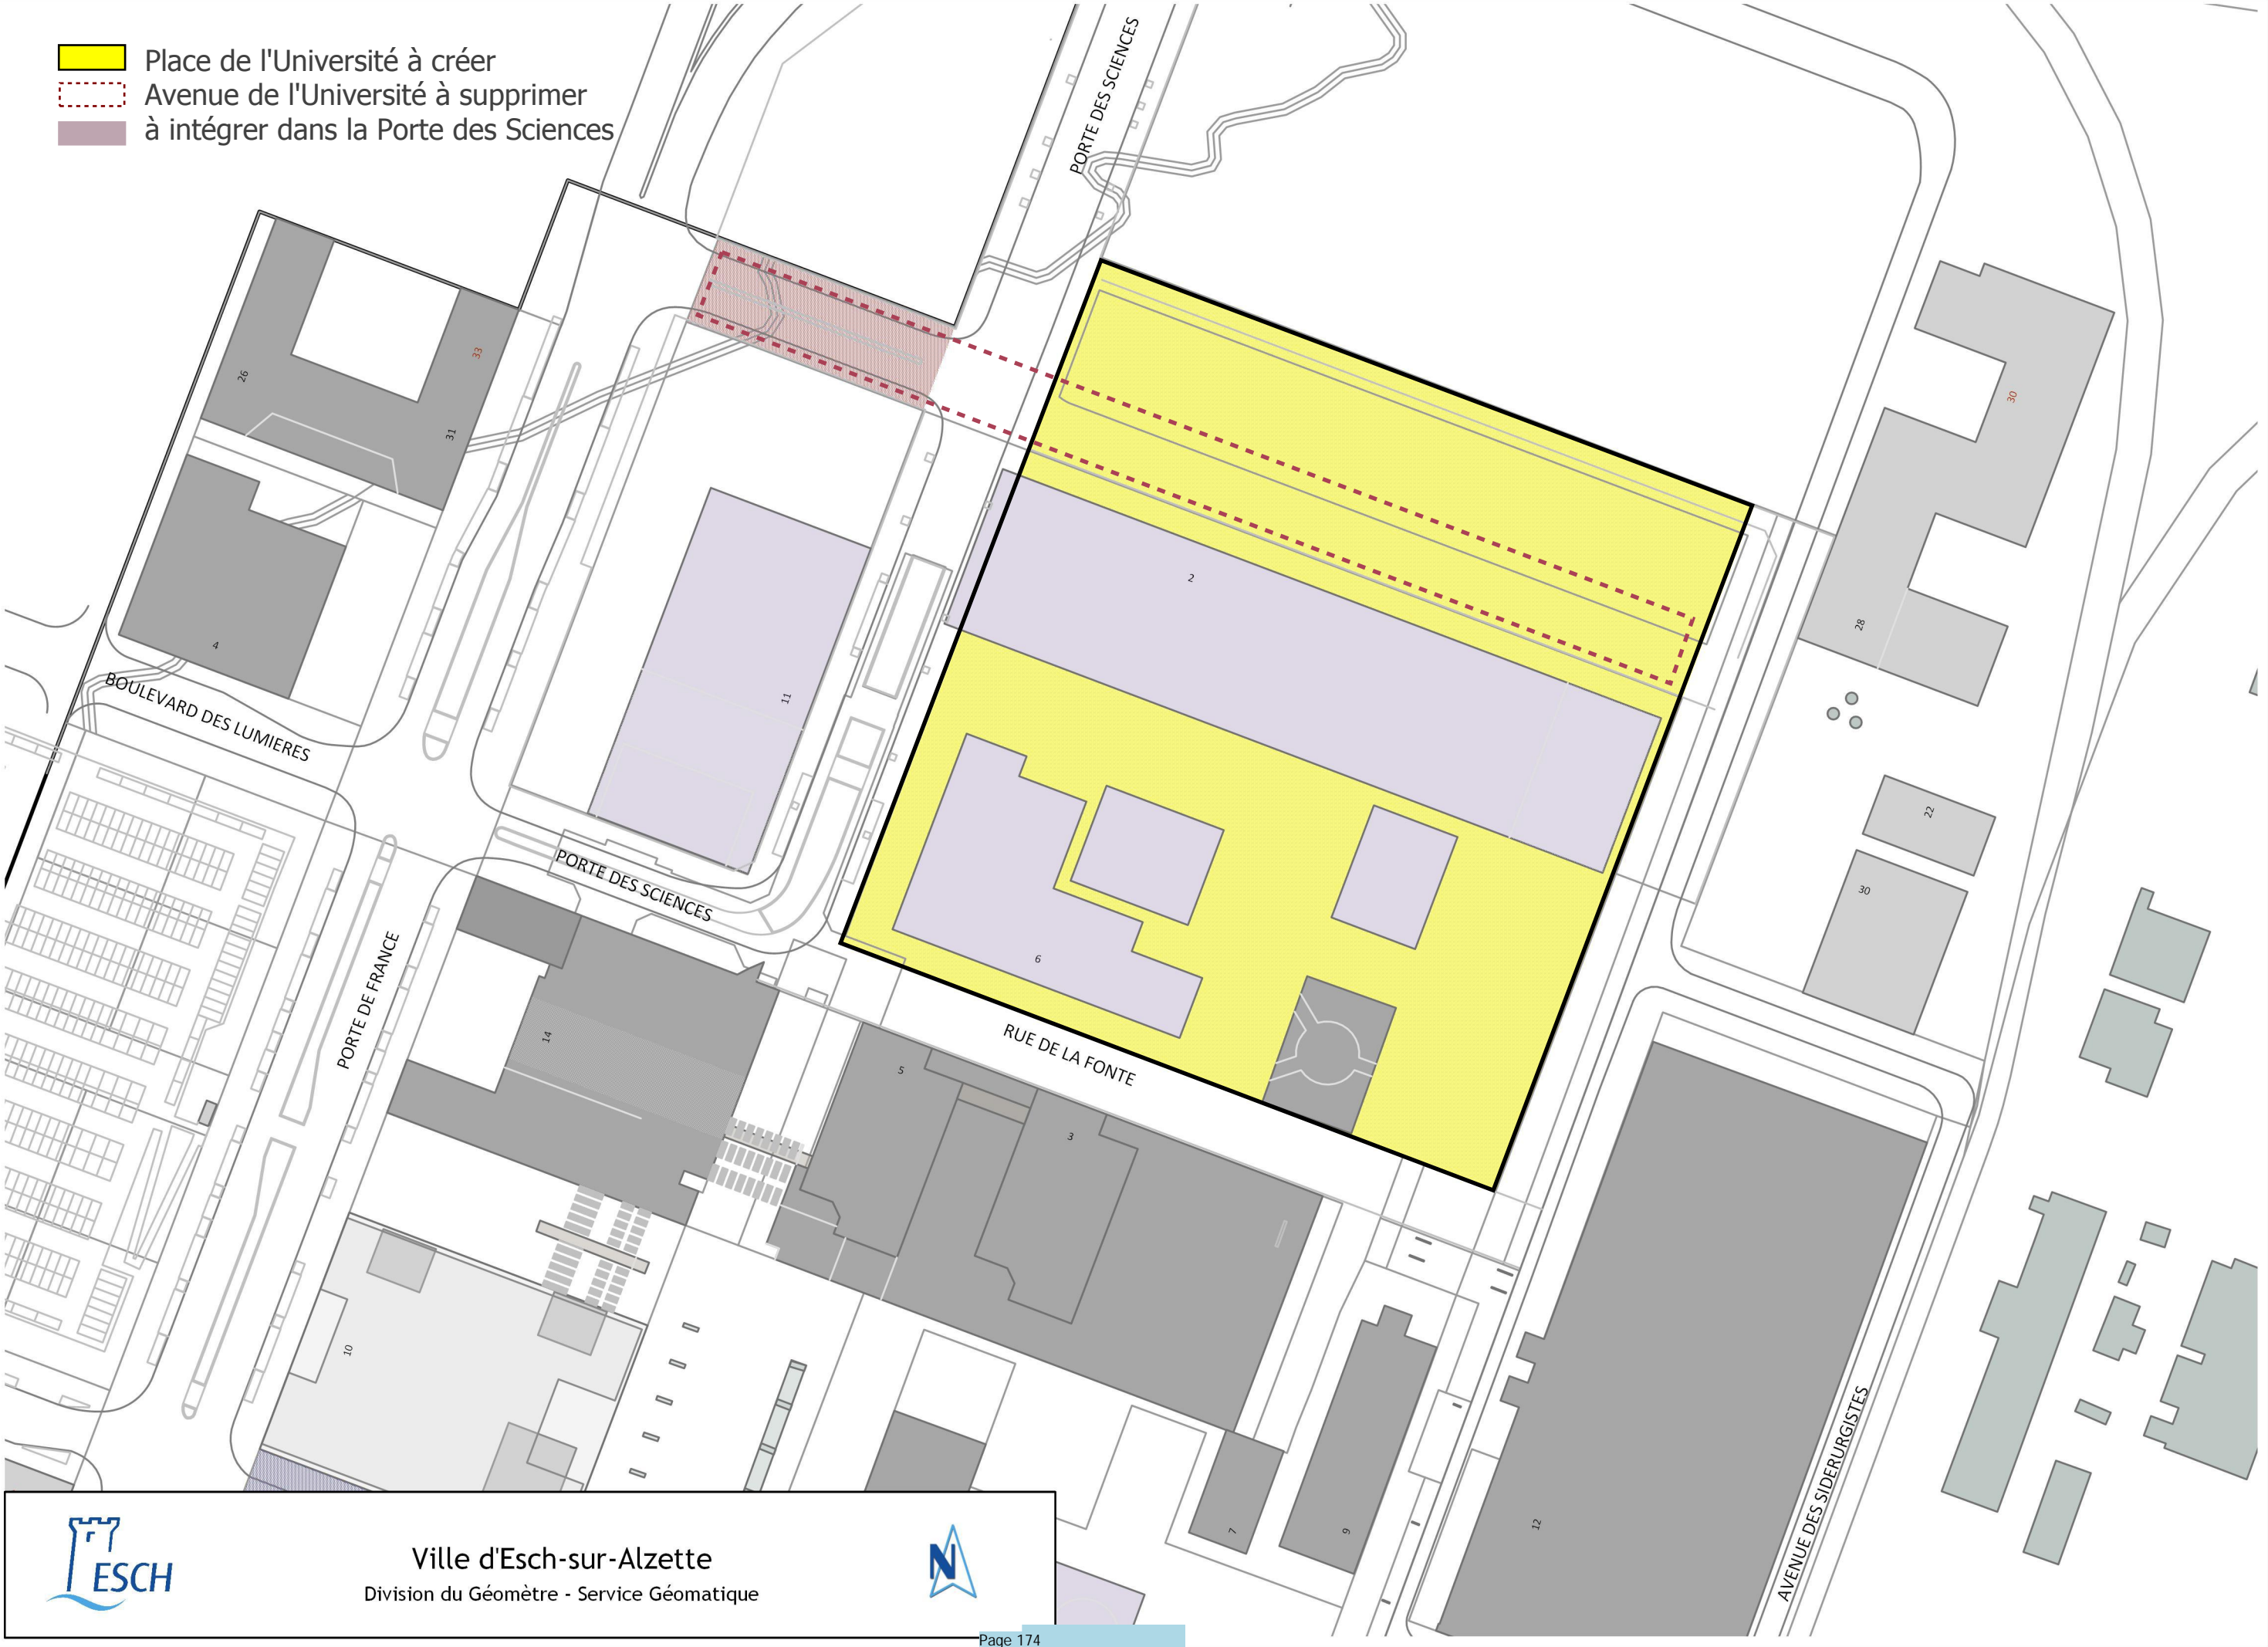 Place de l'Université à créer
Avenue de l'Université à supprimer
à intégrer dans la Porte des Sciences
PORTE DES SCIENCES
33
26
31
30
4
2
28
11
BOULEVARD DES LUMIERES
22
30
PORTE DES SCIENCES
6
PORTE DE FRANCE
14
RUE DE LA FONTE
5
3
10
AVENUE DES SIDERURGISTES
7
9
12
ESCH
Ville d'Esch-sur-Alzette
Division du Géomètre - Service Géomatique
N
Page 174